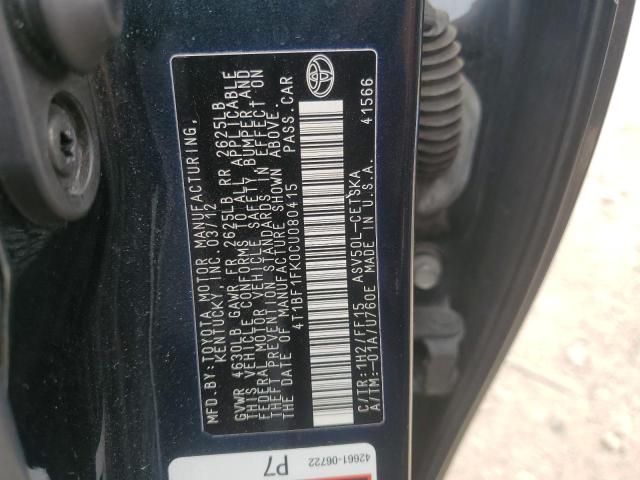 MFD.BY: TOYOTA MOTOR MANUFACTURING,
KENTUCKY, INC. 03/12
GVWR 4630LB GAWR FR 2625LB RR 2625LB
THIS VEHICLE CONFORMS TO ALL APPLICABLE
FEDERAL MOTOR VEHICLE SAFETY, BUMPER, AND
THEFT PREVENTION STANDARDS IN EFFECT ON
THE DATE OF MANUFACTURE SHOWN ABOVE.
4T1BF1FK0CU080415 PASS.CAR
C/TR:1H2/FF15 ASV50L-CETSKA
A/TM:-01A/U760E MADE IN U.S.A. 41566
42661-06722
P7